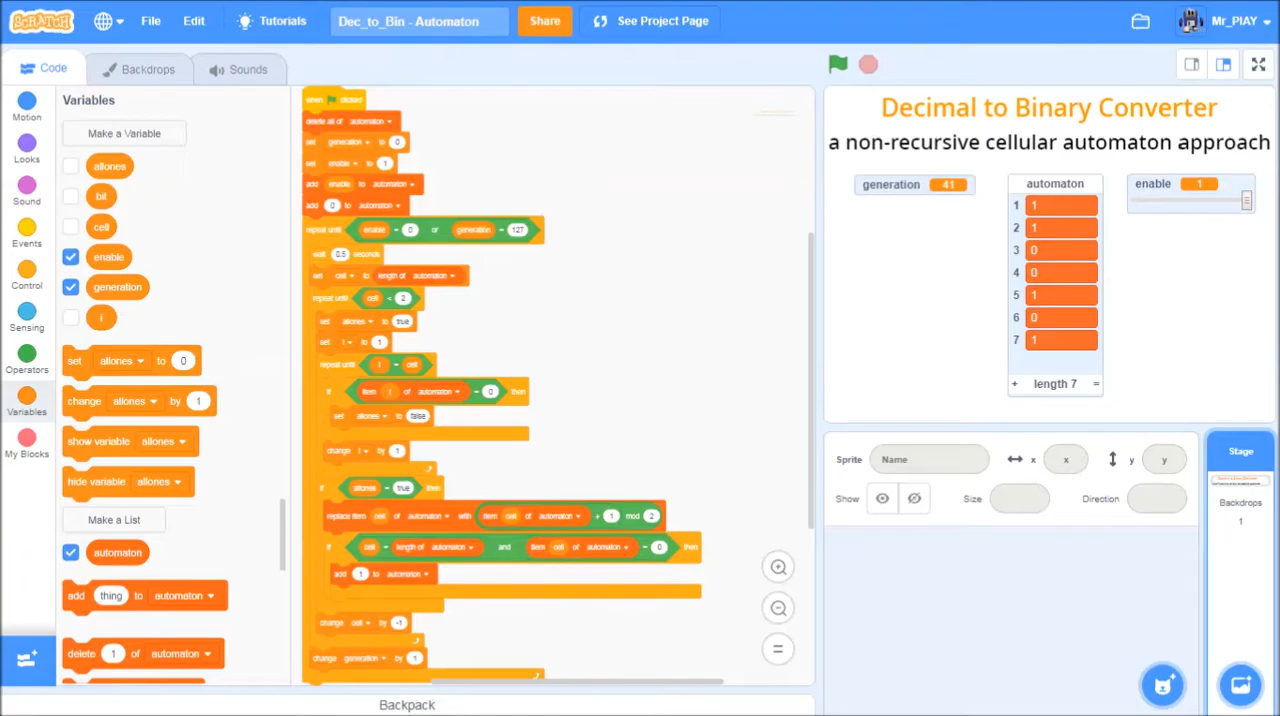 SCRATCH File Edit Tutorials Dec_to_Bin - Automaton Share See Project Page Mr_PlAY
Code Backdrops Sounds
Motion
Looks
Sound
Events
Control
Sensing
Operators
Variables
My Blocks
Variables
Make a Variable
allones
bit
cell
enable
generation
i
set allones to 0
change allones by 1
show variable allones
hide variable allones
Make a List
automaton
add thing to automaton
delete 1 of automaton
when clicked
delete all of automaton
set generation to 0
set enable to 1
add enable to automaton
add 0 to automaton
repeat until enable = 0 or generation = 127
wait 0.5 seconds
set cell to length of automaton
repeat until cell < 2
set allones to true
set i to 1
repeat until i = cell
if item i of automaton = 0 then
set allones to false
change i by 1
if allones = true then
replace item cell of automaton with item cell of automaton + 1 mod 2
if cell = length of automaton and item cell of automaton = 0 then
add 1 to automaton
change cell by -1
change generation by 1
Decimal to Binary Converter
a non-recursive cellular automaton approach
generation 41
automaton
1 1
2 1
3 0
4 0
5 1
6 0
7 1
+ length 7 =
enable 1
Sprite Name x x y y
Show Size Direction
Stage
Backdrops
1
Backpack